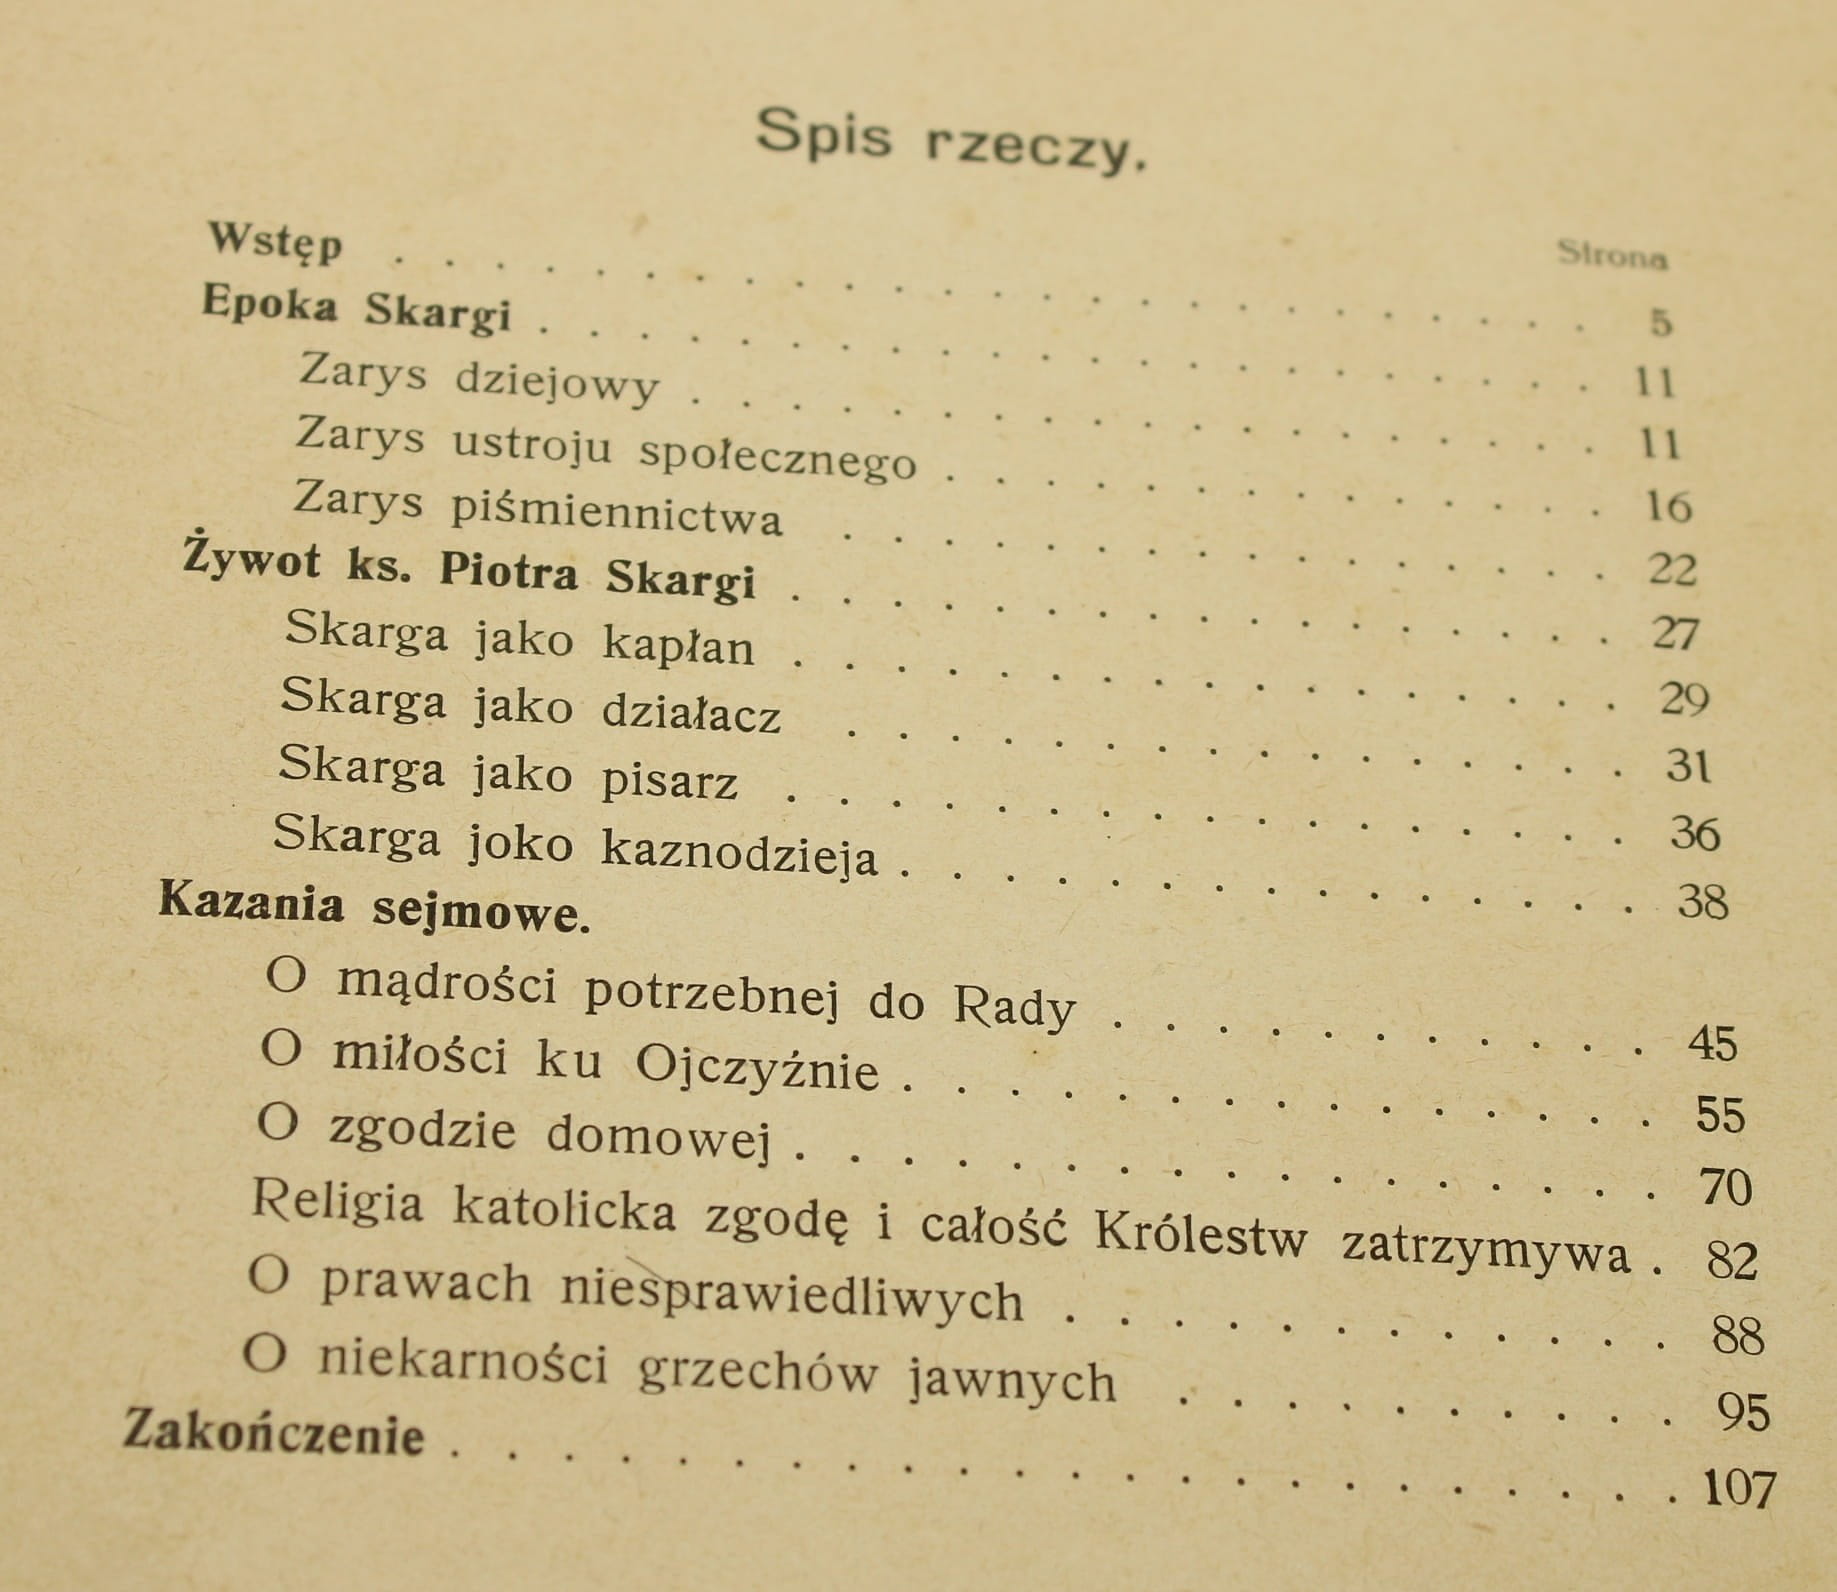 Spis rzeczy.
Strona
Wstęp . . . . . . . . . . . . . . . . . . . . . . . . 5
Epoka Skargi . . . . . . . . . . . . . . . . . . . . . 11
Zarys dziejowy . . . . . . . . . . . . . . . . . . 11
Zarys ustroju społecznego . . . . . . . . . . . . . 16
Zarys piśmiennictwa . . . . . . . . . . . . . . . 22
Żywot ks. Piotra Skargi . . . . . . . . . . . . . . . . 27
Skarga jako kapłan . . . . . . . . . . . . . . . . 29
Skarga jako działacz . . . . . . . . . . . . . . . 31
Skarga jako pisarz . . . . . . . . . . . . . . . . 36
Skarga joko kaznodzieja . . . . . . . . . . . . . . 38
Kazania sejmowe.
O mądrości potrzebnej do Rady . . . . . . . . . . . 45
O miłości ku Ojczyźnie . . . . . . . . . . . . . . 55
O zgodzie domowej . . . . . . . . . . . . . . . . 70
Religia katolicka zgodę i całość Królestw zatrzymywa . 82
O prawach niesprawiedliwych . . . . . . . . . . . . 88
O niekarności grzechów jawnych . . . . . . . . . . 95
Zakończenie . . . . . . . . . . . . . . . . . . . . . . 107